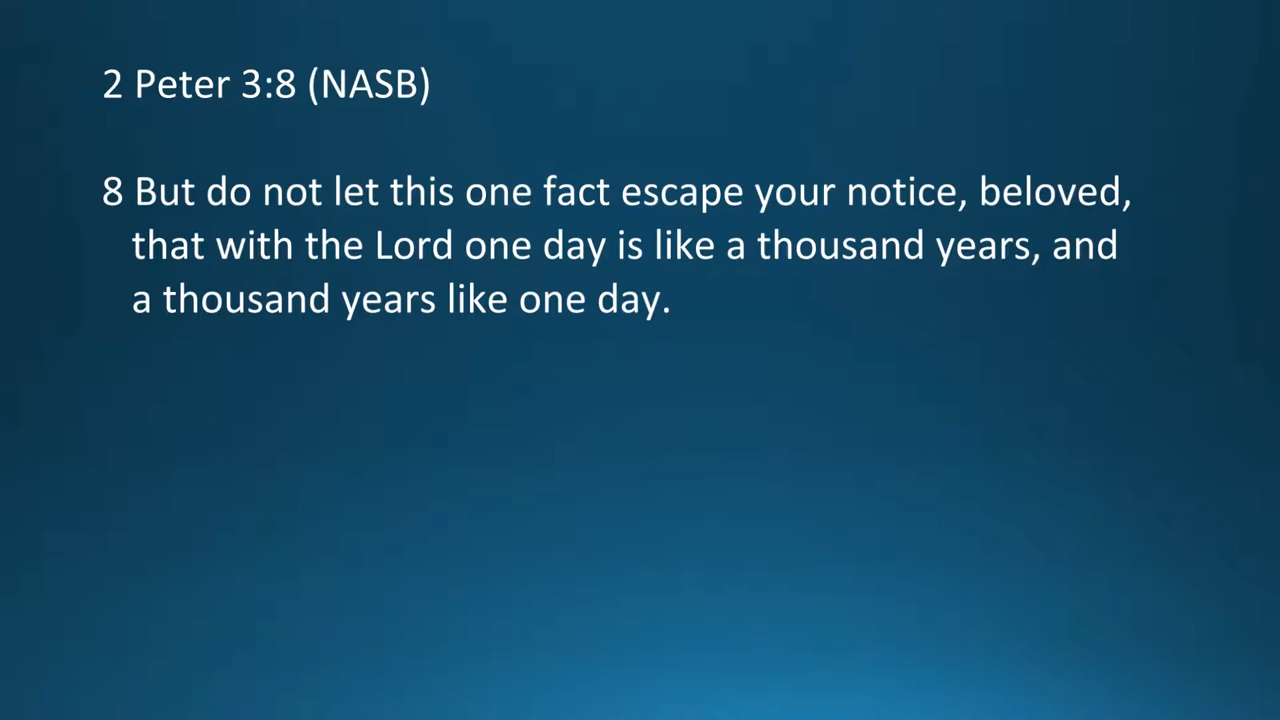 2 Peter 3:8 (NASB)
8 But do not let this one fact escape your notice, beloved,
that with the Lord one day is like a thousand years, and
a thousand years like one day.